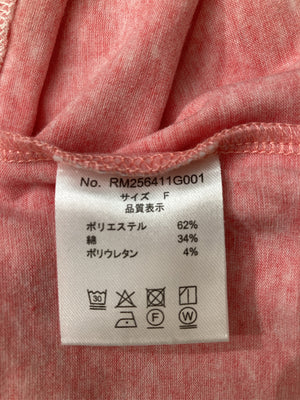 No. RM256411G001
サイズ F
品質表示
ポリエステル 62%
綿 34%
ポリウレタン 4%
30
F W